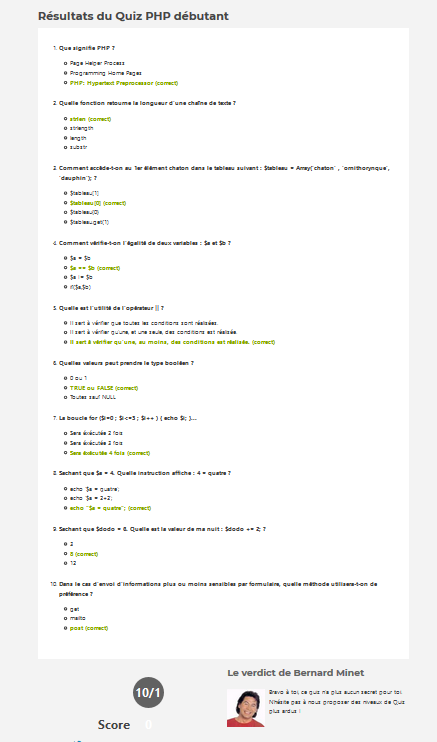 Résultats du Quiz PHP débutant
1. Que signifie PHP ?
Page Helper Process
Programming Home Pages
PHP: Hypertext Preprocessor (correct)
2. Quelle fonction retourne la longueur d'une chaîne de texte ?
strlen (correct)
strlength
length
substr
3. Comment accède-t-on au 1er élément chaton dans le tableau suivant : $tableau = Array('chaton' , 'ornithorynque',
'dauphin'); ?
$tableau[1]
$tableau[0] (correct)
$tableau(0)
$tableau.get(1)
4. Comment vérifie-t-on l'égalité de deux variables : $a et $b ?
$a = $b
$a == $b (correct)
$a != $b
if($a,$b)
5. Quelle est l'utilité de l'opérateur || ?
Il sert à vérifier que toutes les conditions sont réalisées.
Il sert à vérifier qu'une, et une seule, des conditions est réalisée.
Il sert à vérifier qu'une, au moins, des conditions est réalisée. (correct)
6. Quelles valeurs peut prendre le type booléen ?
0 ou 1
TRUE ou FALSE (correct)
Toutes sauf NULL
7. La boucle for ($i=0 ; $i<=3 ; $i++ ) { echo $i; }...
Sera éxécutée 2 fois
Sera éxécutée 3 fois
Sera éxécutée 4 fois (correct)
8. Sachant que $a = 4. Quelle instruction affiche : 4 = quatre ?
echo '$a = quatre';
echo '$a = 2+2;
echo "$a = quatre"; (correct)
9. Sachant que $dodo = 6. Quelle est la valeur de ma nuit : $dodo += 2; ?
2
8 (correct)
12
10. Dans le cas d'envoi d'informations plus ou moins sensibles par formulaire, quelle méthode utilisera-t-on de
préférence ?
get
mailto
post (correct)
10/1
0
Score
Le verdict de Bernard Minet
Bravo à toi, ce quiz n'a plus aucun secret pour toi.
N'hésite pas à nous proposer des niveaux de Quiz
plus ardus !